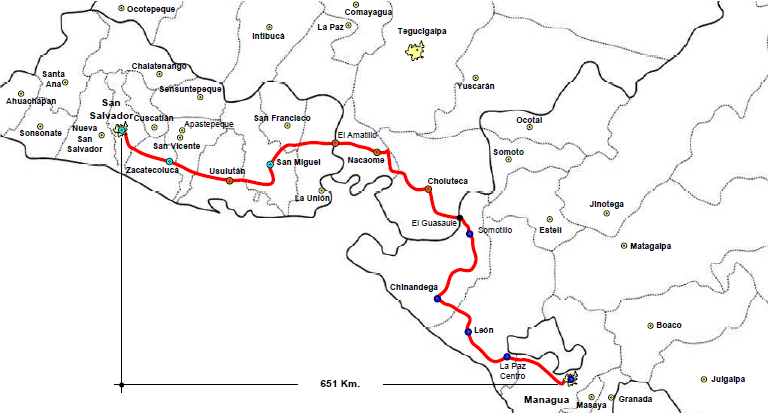 Ocotepeque
Comayagua
La Paz
Intibucá
Tegucigalpa
Chalatenango
Santa
Ana
Sensuntepeque
Yuscarán
Ahuachapan
San
Salvador
Cuscatlán
Apastepeque
San Francisco
Ocotal
Sonsonate
Nueva
San
Salvador
San Vicente
El Amatillo
Zacatecoluca
Usulután
San Miguel
Nacaome
Somoto
La Unión
Choluteca
Jinotega
El Guasaule
Somotillo
Estelí
Matagalpa
Chinandega
León
Boaco
La Paz
Centro
651 Km.
Managua
Juigalpa
Masaya
Granada